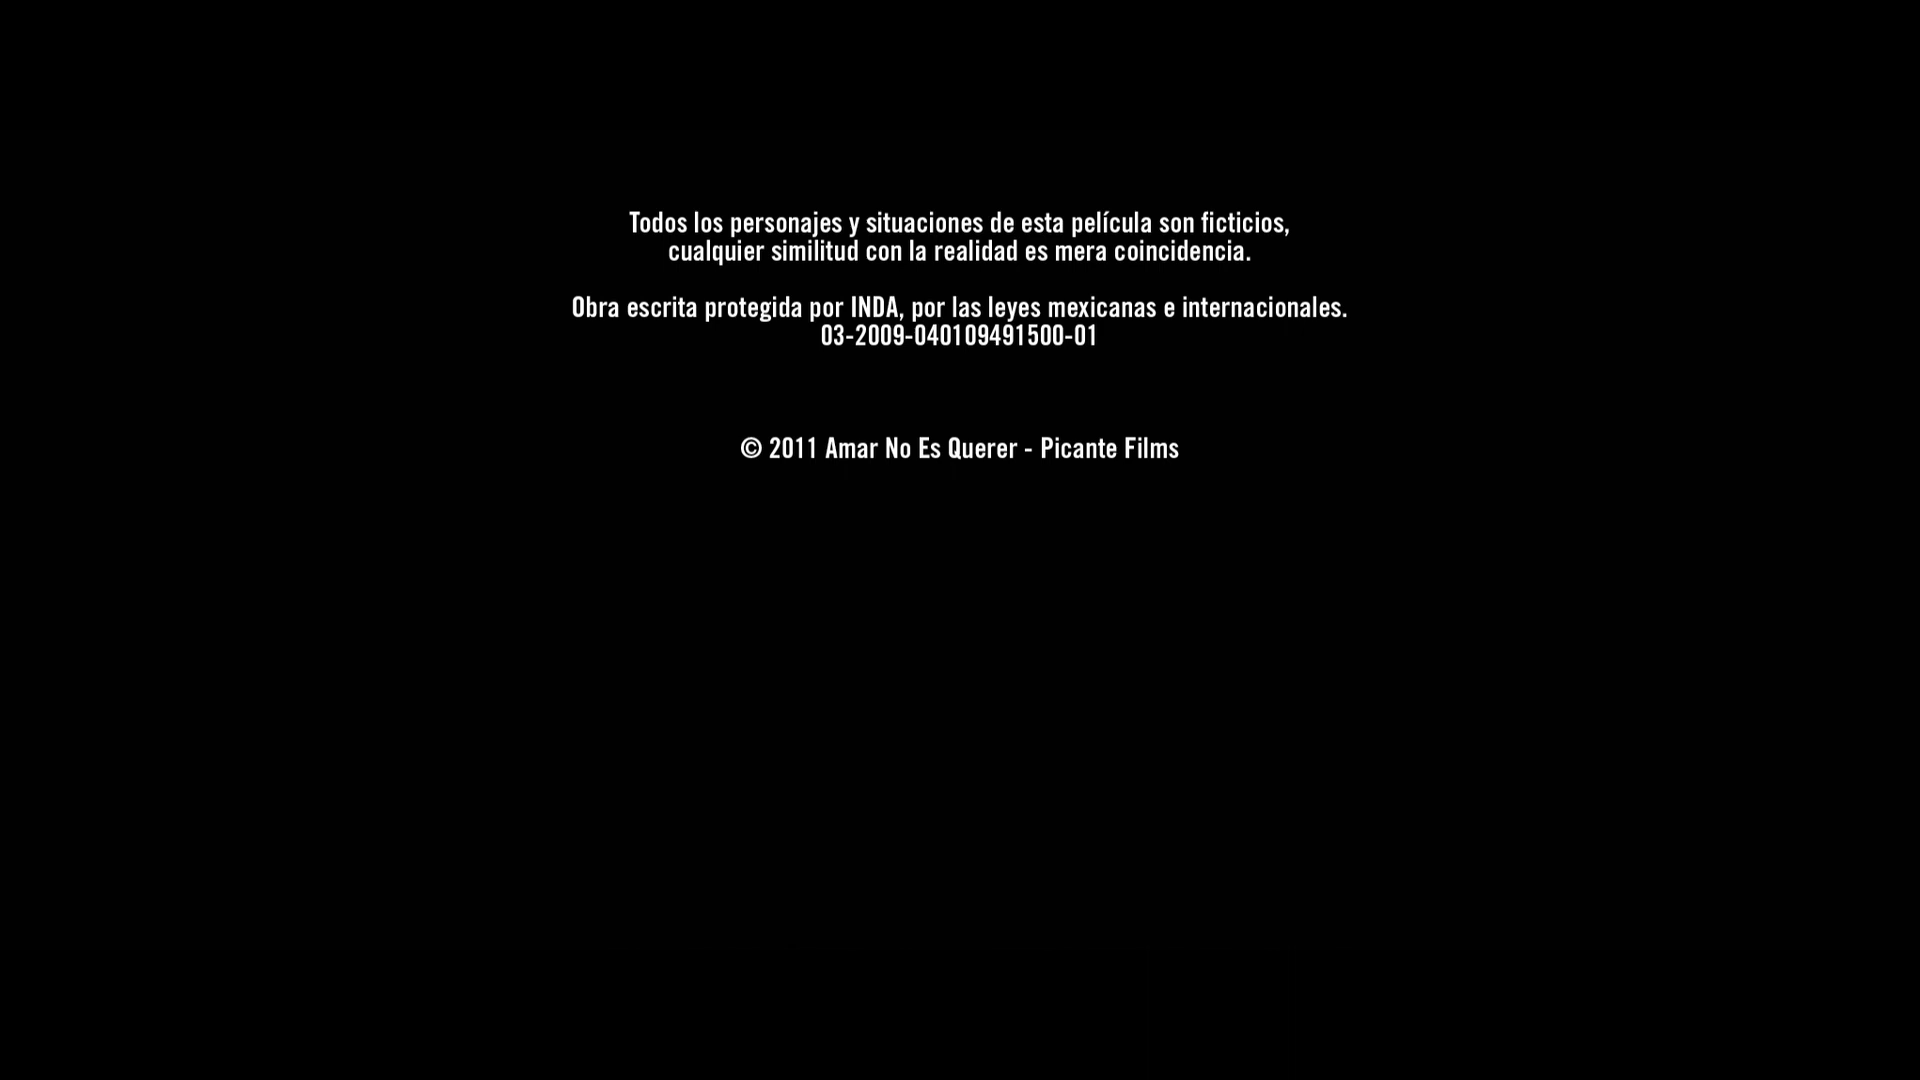 Todos los personajes y situaciones de esta película son ficticios,
cualquier similitud con la realidad es mera coincidencia.
Obra escrita protegida por INDA, por las leyes mexicanas e internacionales.
03-2009-040109491500-01
© 2011 Amar No Es Querer - Picante Films